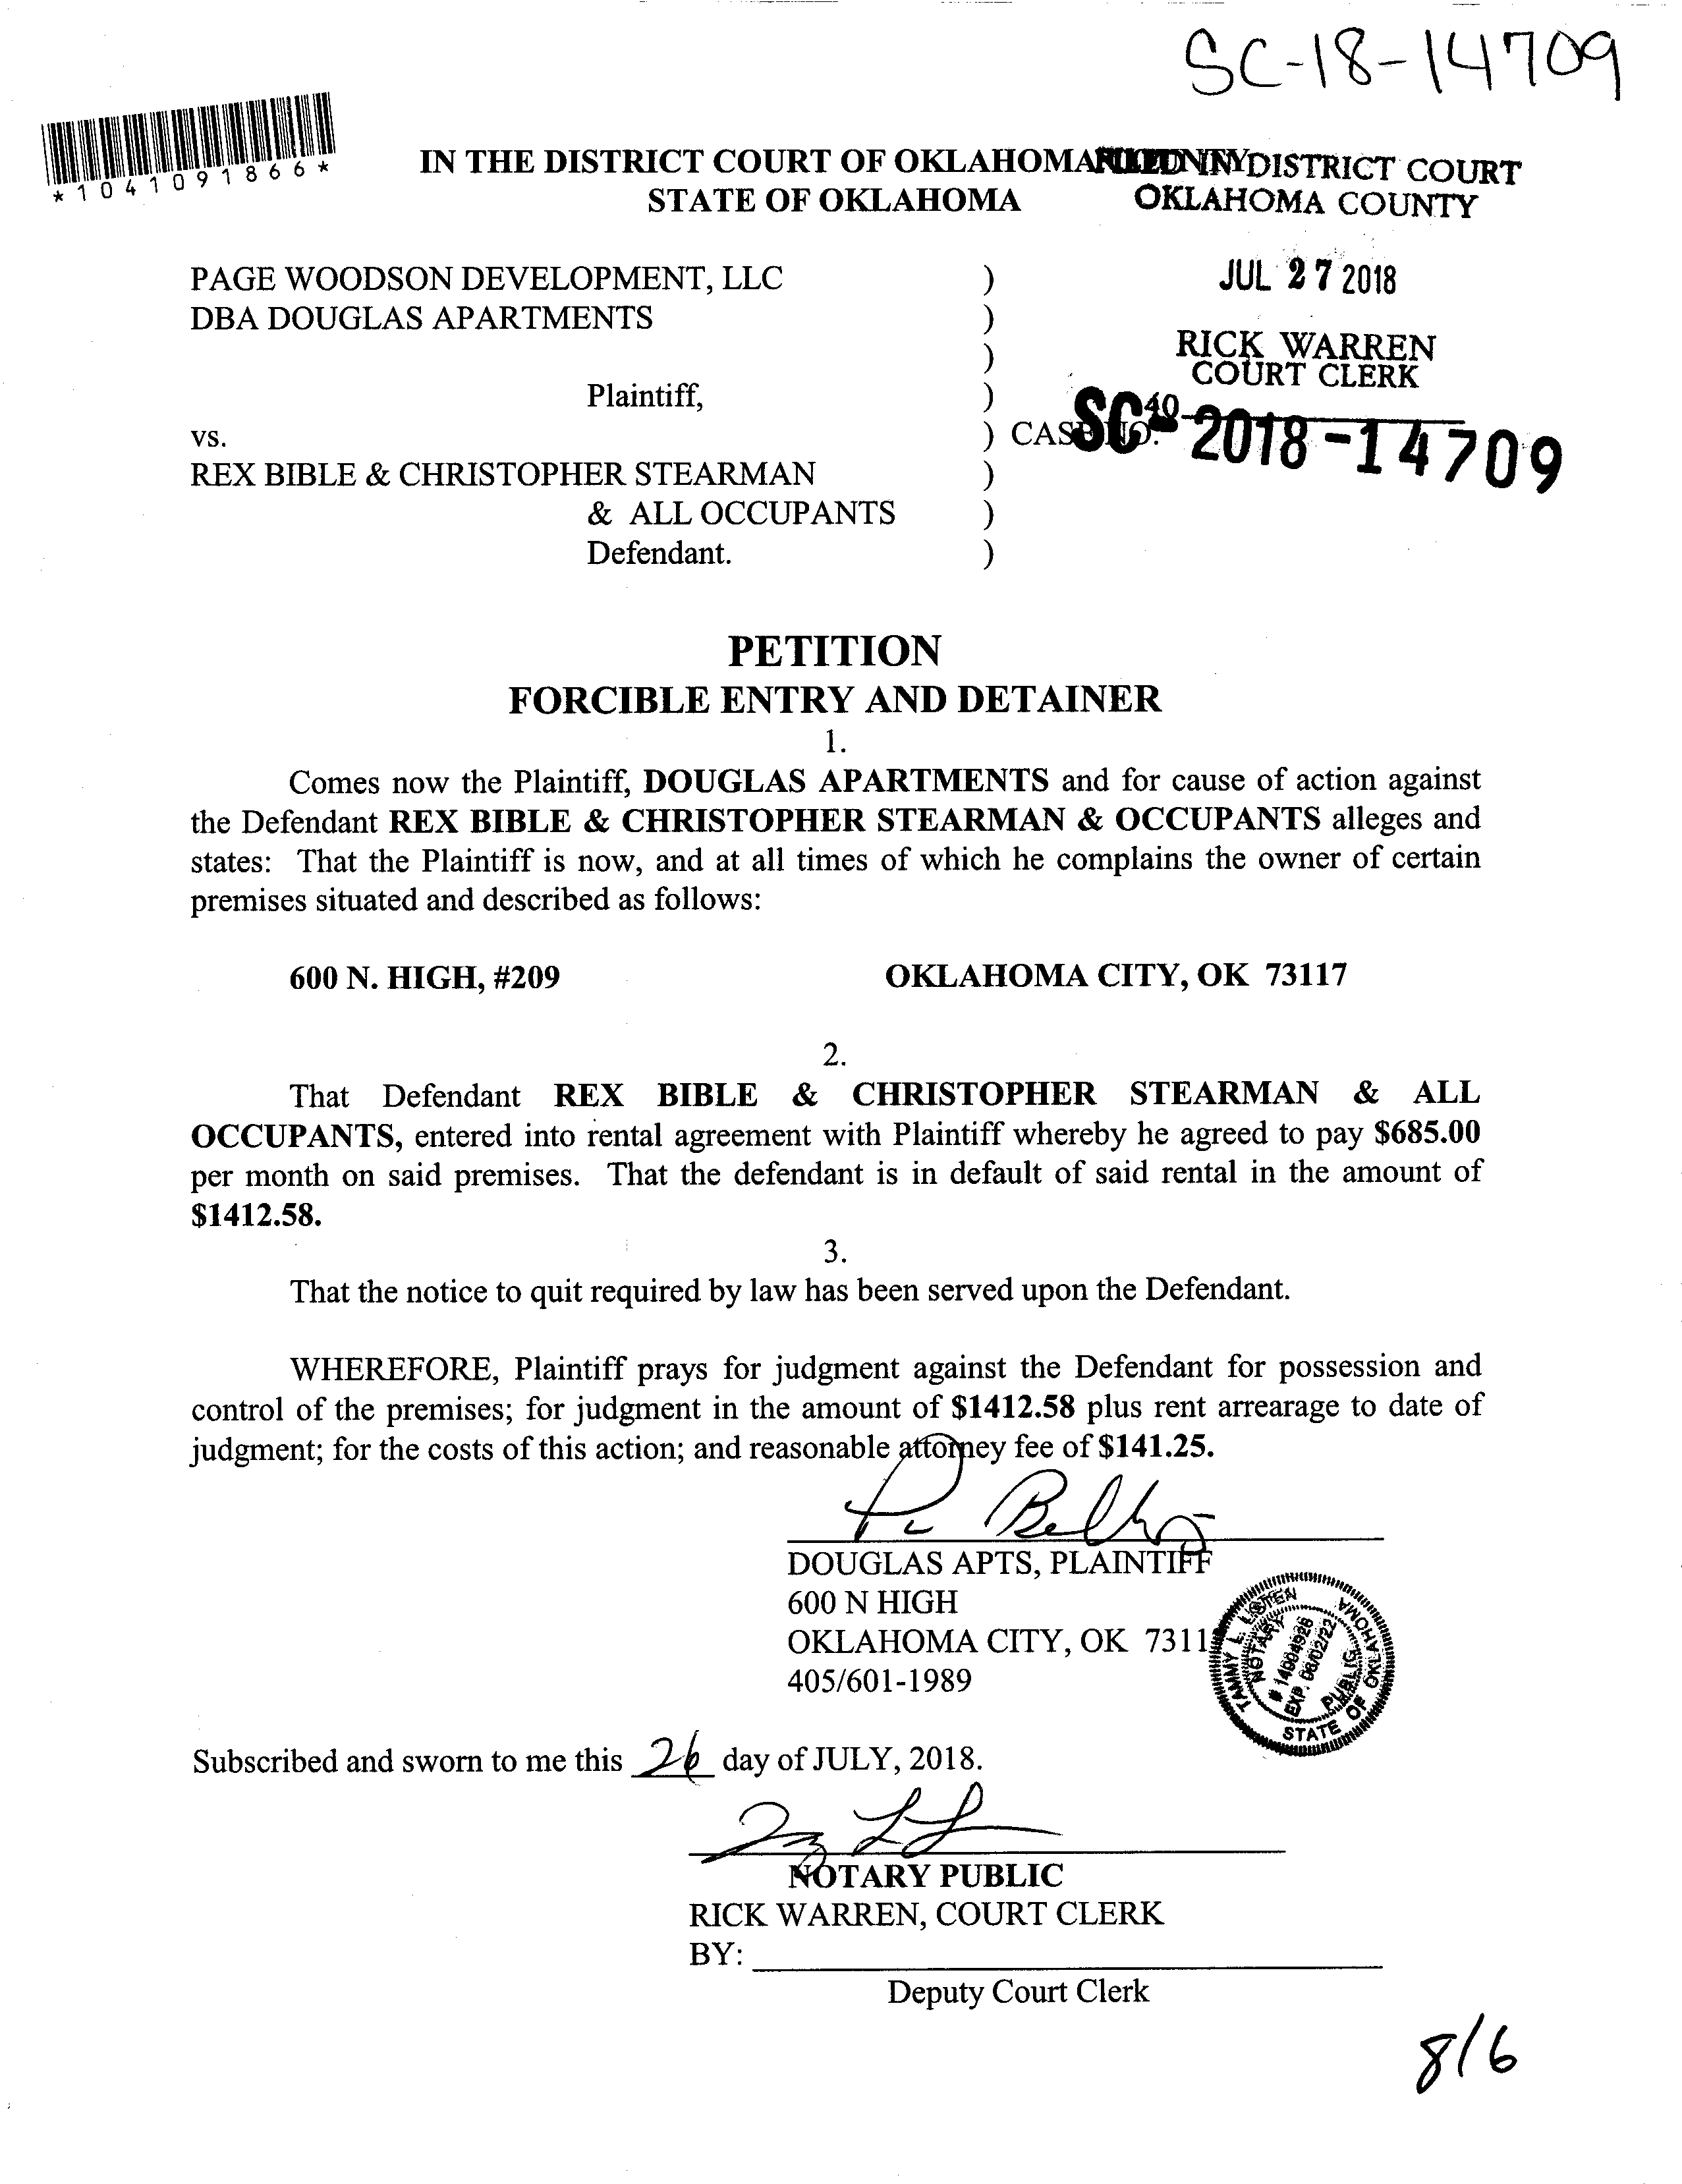 SC-18-14709
*1041091866*
IN THE DISTRICT COURT OF OKLAHOMA COUNTY
STATE OF OKLAHOMA
FILED IN DISTRICT COURT
OKLAHOMA COUNTY
JUL 27 2018
RICK WARREN
COURT CLERK
40
PAGE WOODSON DEVELOPMENT, LLC )
DBA DOUGLAS APARTMENTS )
)
Plaintiff, )
vs. ) CASE NO. SC-2018-14709
REX BIBLE & CHRISTOPHER STEARMAN )
& ALL OCCUPANTS )
Defendant. )
PETITION
FORCIBLE ENTRY AND DETAINER
1.
Comes now the Plaintiff, DOUGLAS APARTMENTS and for cause of action against
the Defendant REX BIBLE & CHRISTOPHER STEARMAN & OCCUPANTS alleges and
states: That the Plaintiff is now, and at all times of which he complains the owner of certain
premises situated and described as follows:
600 N. HIGH, #209 OKLAHOMA CITY, OK 73117
2.
That Defendant REX BIBLE & CHRISTOPHER STEARMAN & ALL
OCCUPANTS, entered into rental agreement with Plaintiff whereby he agreed to pay $685.00
per month on said premises. That the defendant is in default of said rental in the amount of
$1412.58.
3.
That the notice to quit required by law has been served upon the Defendant.
WHEREFORE, Plaintiff prays for judgment against the Defendant for possession and
control of the premises; for judgment in the amount of $1412.58 plus rent arrearage to date of
judgment; for the costs of this action; and reasonable attorney fee of $141.25.
DOUGLAS APTS, PLAINTIFF
600 N HIGH
OKLAHOMA CITY, OK 7311
405/601-1989
TAMMY L
NOTARY PUBLIC
# 14904926
EXP. 06/02/22
STATE OF OKLAHOMA
Subscribed and sworn to me this 26 day of JULY, 2018.
NOTARY PUBLIC
RICK WARREN, COURT CLERK
BY:
Deputy Court Clerk
8/6